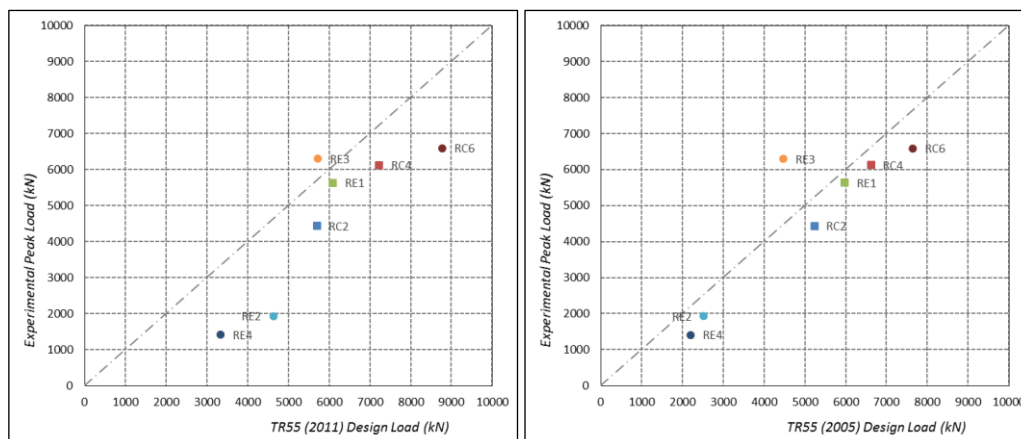 10000
9000
8000
7000
6000
5000
4000
3000
2000
1000
0
Experimental Peak Load (kN)
RE3
RC6
RC4
RE1
RC2
RE2
RE4
0 1000 2000 3000 4000 5000 6000 7000 8000 9000 10000
TR55 (2011) Design Load (kN)
10000
9000
8000
7000
6000
5000
4000
3000
2000
1000
0
Experimental Peak Load (kN)
RE3
RC6
RC4
RE1
RC2
RE2
RE4
0 1000 2000 3000 4000 5000 6000 7000 8000 9000 10000
TR55 (2005) Design Load (kN)